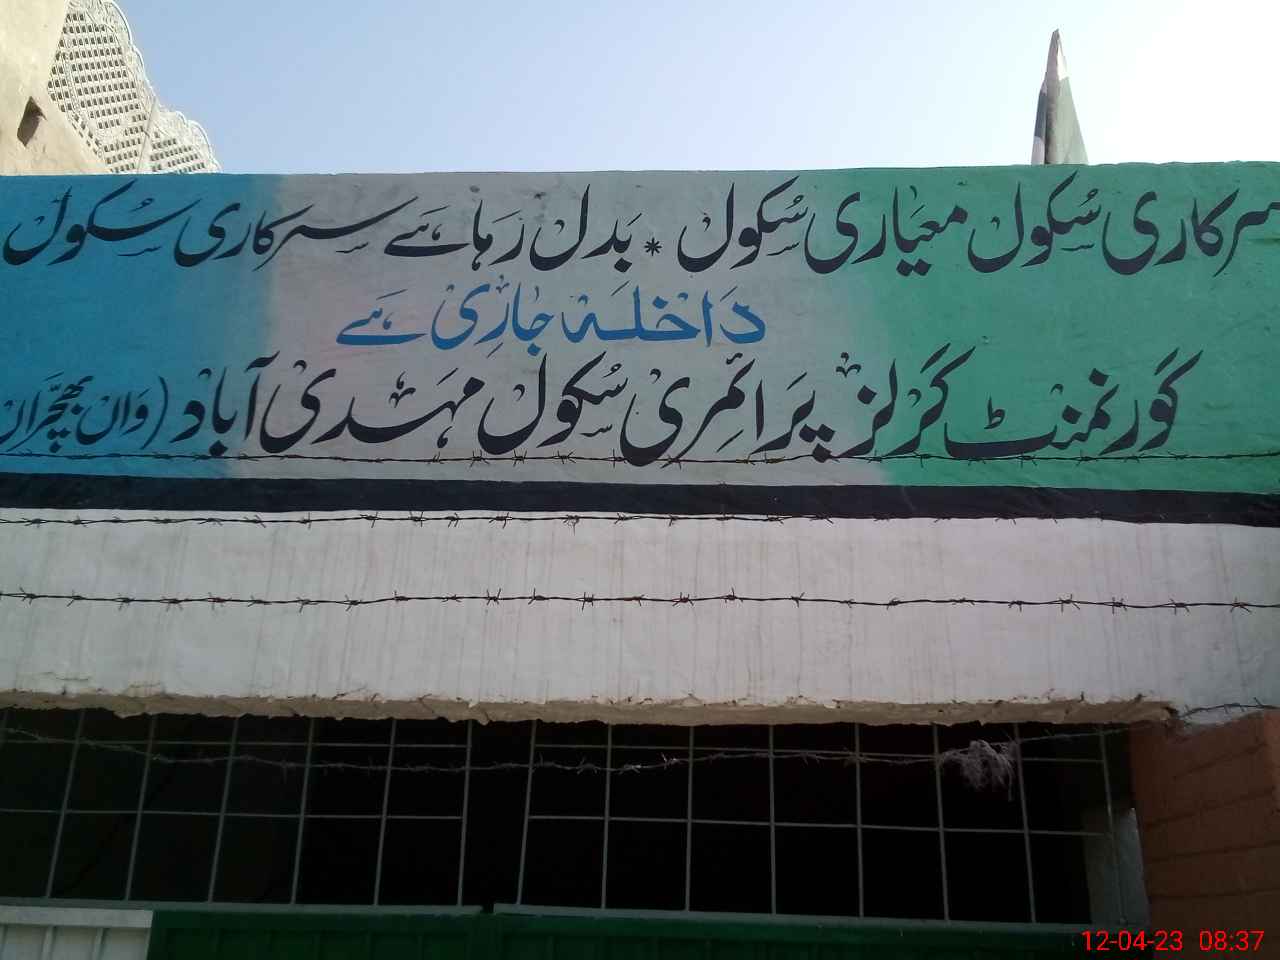 سرکاری سکول معیاری سکول * بدل رہا ہے سرکاری سکول
داخلہ جاری ہے
گورنمنٹ گرلز پرائمری سکول مہدی آباد (واں بھچراں
12-04-23 08:37